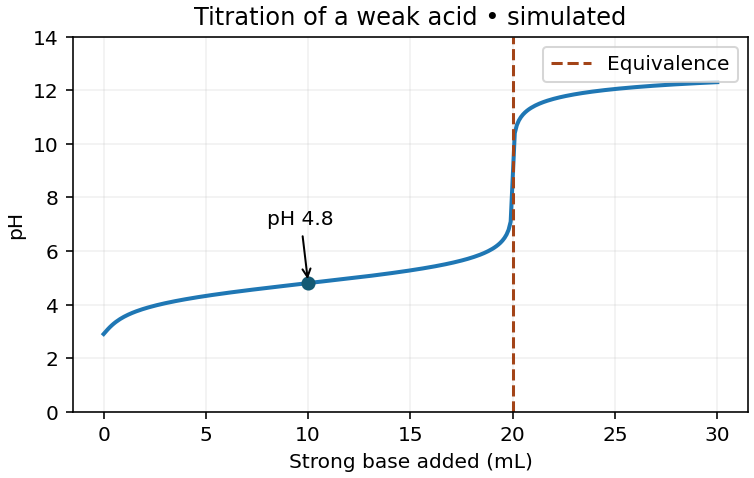 Titration of a weak acid • simulated
14
12
10
8
6
4
2
0
pH
Equivalence
pH 4.8
0 5 10 15 20 25 30
Strong base added (mL)